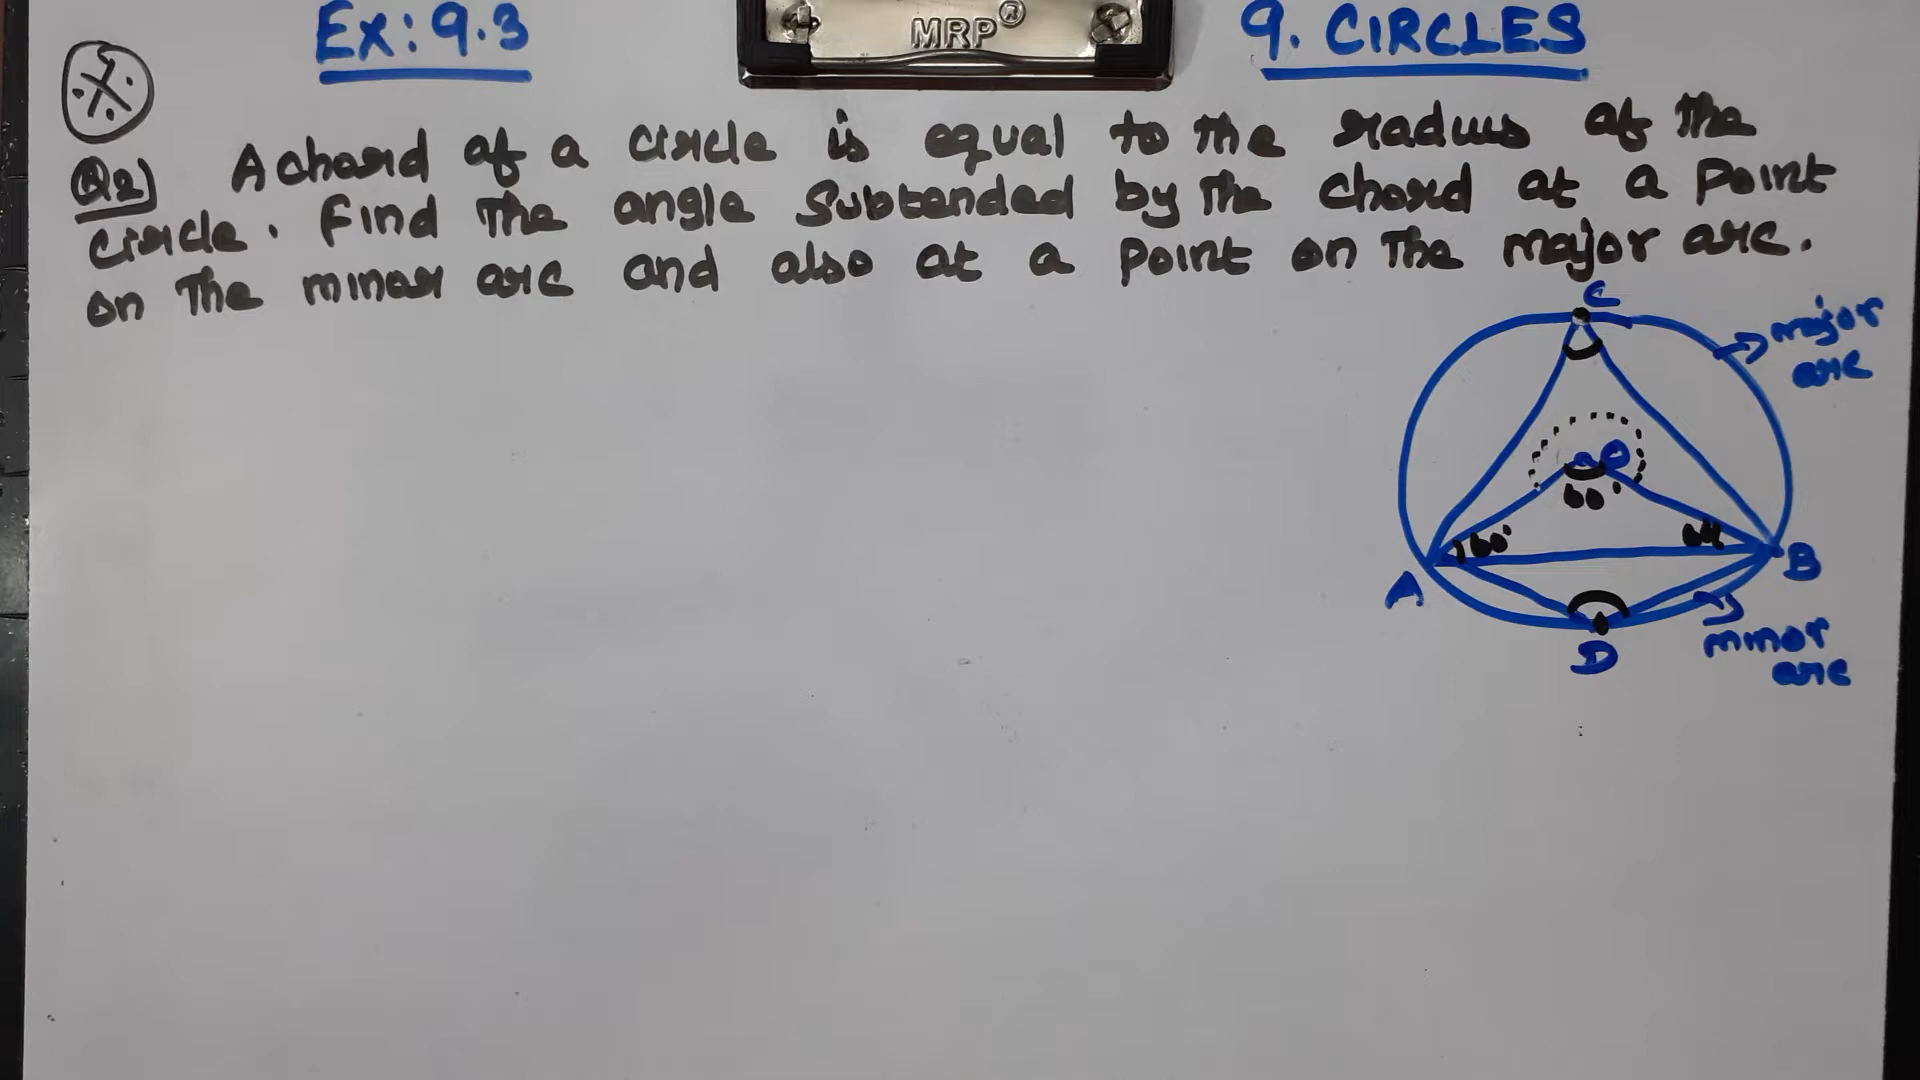 Ex: 9.3
MRP®
9. CIRCLES
Q2) A chord of a circle is equal to the radius of the
circle. Find the angle subtended by the chord at a point
on the minor arc and also at a point on the major arc.
C
major
arc
O
60°
60°
A
B
D
minor
arc